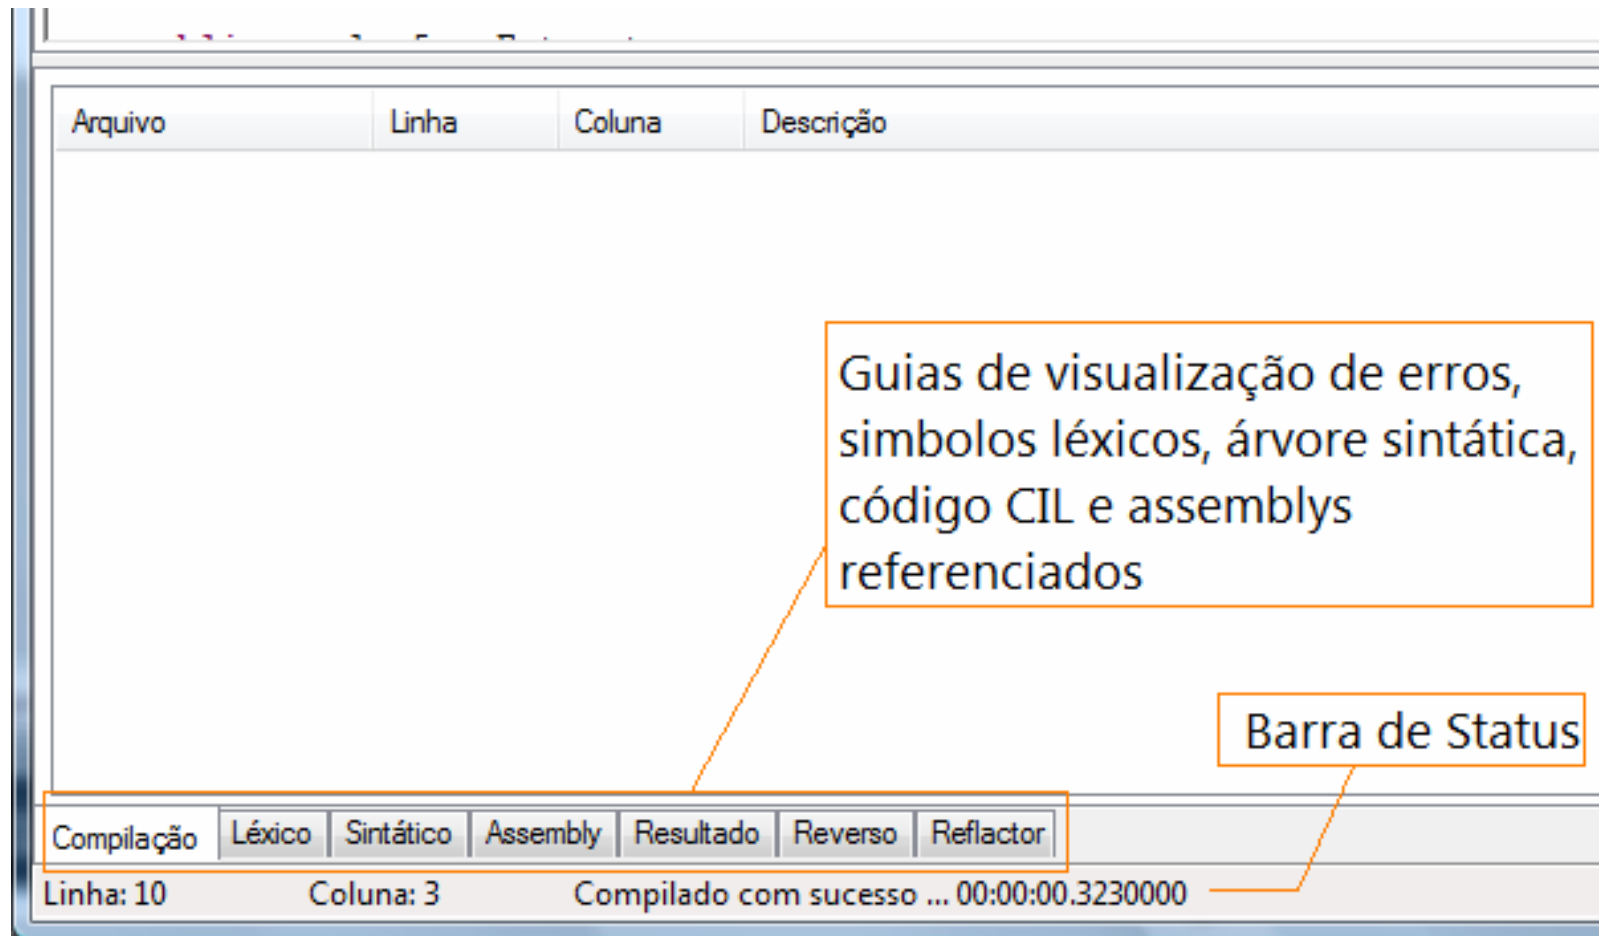 Arquivo Linha Coluna Descrição
Guias de visualização de erros,
simbolos léxicos, árvore sintática,
código CIL e assemblys
referenciados
Barra de Status
Compilação Léxico Sintático Assembly Resultado Reverso Reflactor
Linha: 10 Coluna: 3 Compilado com sucesso ... 00:00:00.3230000